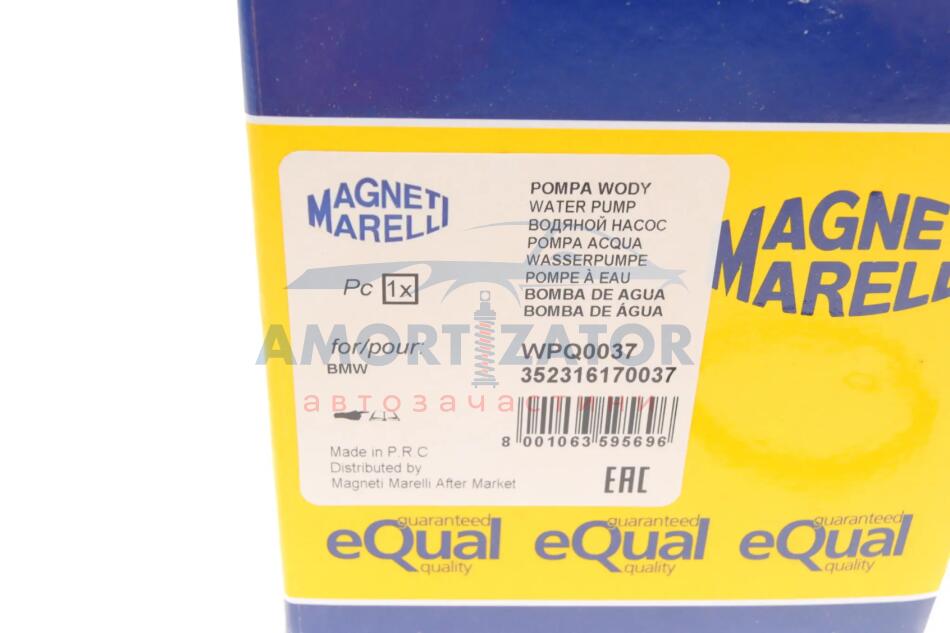 MAGNETI
MARELLI
Pc 1x
for/pour:
BMW
Made in P.R.C
Distributed by
Magneti Marelli After Market
POMPA WODY
WATER PUMP
ВОДЯНОЙ НАСОС
POMPA ACQUA
WASSERPUMPE
POMPE À EAU
BOMBA DE AGUA
BOMBA DE ÁGUA
WPQ0037
352316170037
8 001063 595696
EAC
AMORTIZATOR
автозачастини
MAGNE
MARELL
guaranteed
eQual
quality
guaranteed
eQual
quality
guaranteed
eQual
quality